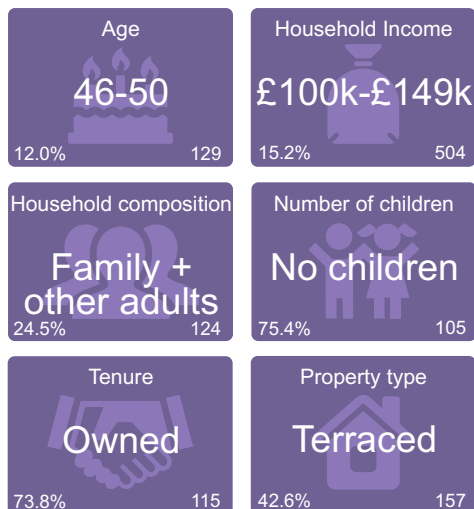 Age
46-50
12.0% 129
Household Income
£100k-£149k
15.2% 504
Household composition
Family +
other adults
24.5% 124
Number of children
No children
75.4% 105
Tenure
Owned
73.8% 115
Property type
Terraced
42.6% 157